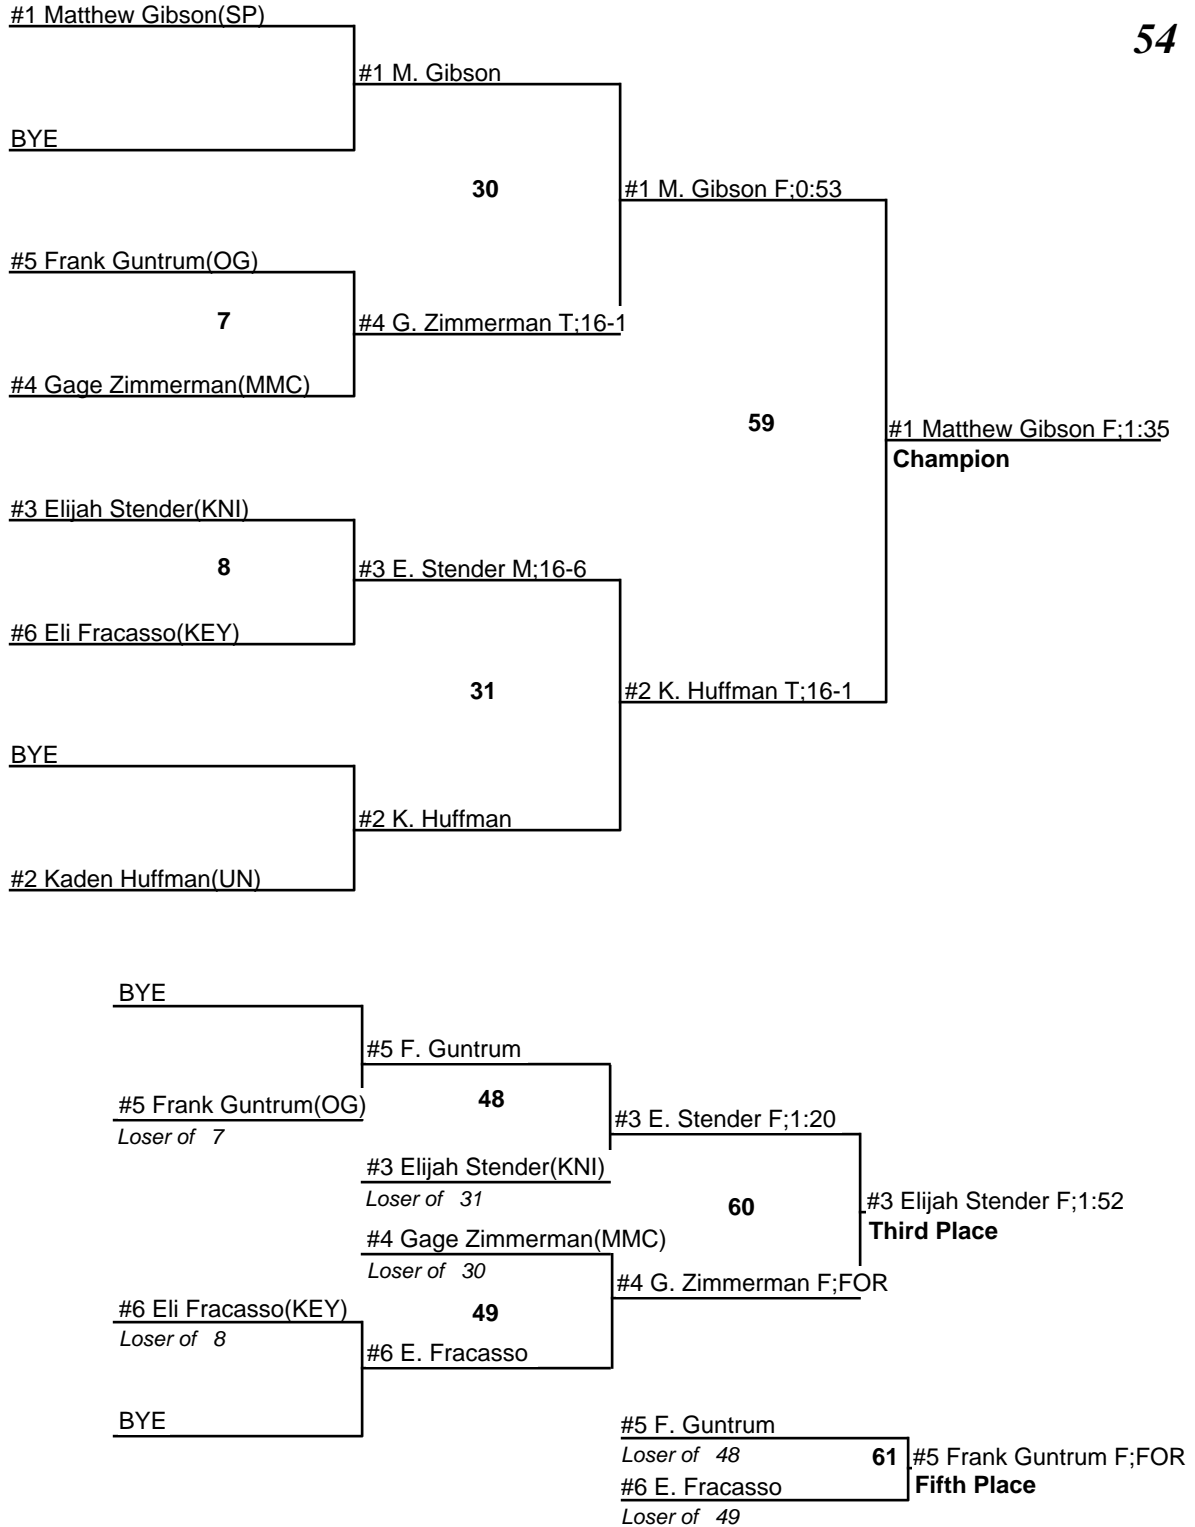 #1 Matthew Gibson(SP)
54
#1 M. Gibson
BYE
30
#1 M. Gibson F;0:53
#5 Frank Guntrum(OG)
7
#4 G. Zimmerman T;16-1
#4 Gage Zimmerman(MMC)
59
#1 Matthew Gibson F;1:35
Champion
#3 Elijah Stender(KNI)
8
#3 E. Stender M;16-6
#6 Eli Fracasso(KEY)
31
#2 K. Huffman T;16-1
BYE
#2 K. Huffman
#2 Kaden Huffman(UN)
BYE
#5 F. Guntrum
#5 Frank Guntrum(OG)
48
Loser of 7
#3 E. Stender F;1:20
#3 Elijah Stender(KNI)
Loser of 31
60
#3 Elijah Stender F;1:52
Third Place
#4 Gage Zimmerman(MMC)
Loser of 30
#4 G. Zimmerman F;FOR
#6 Eli Fracasso(KEY)
49
Loser of 8
#6 E. Fracasso
BYE
#5 F. Guntrum
Loser of 48
61
#5 Frank Guntrum F;FOR
Fifth Place
#6 E. Fracasso
Loser of 49